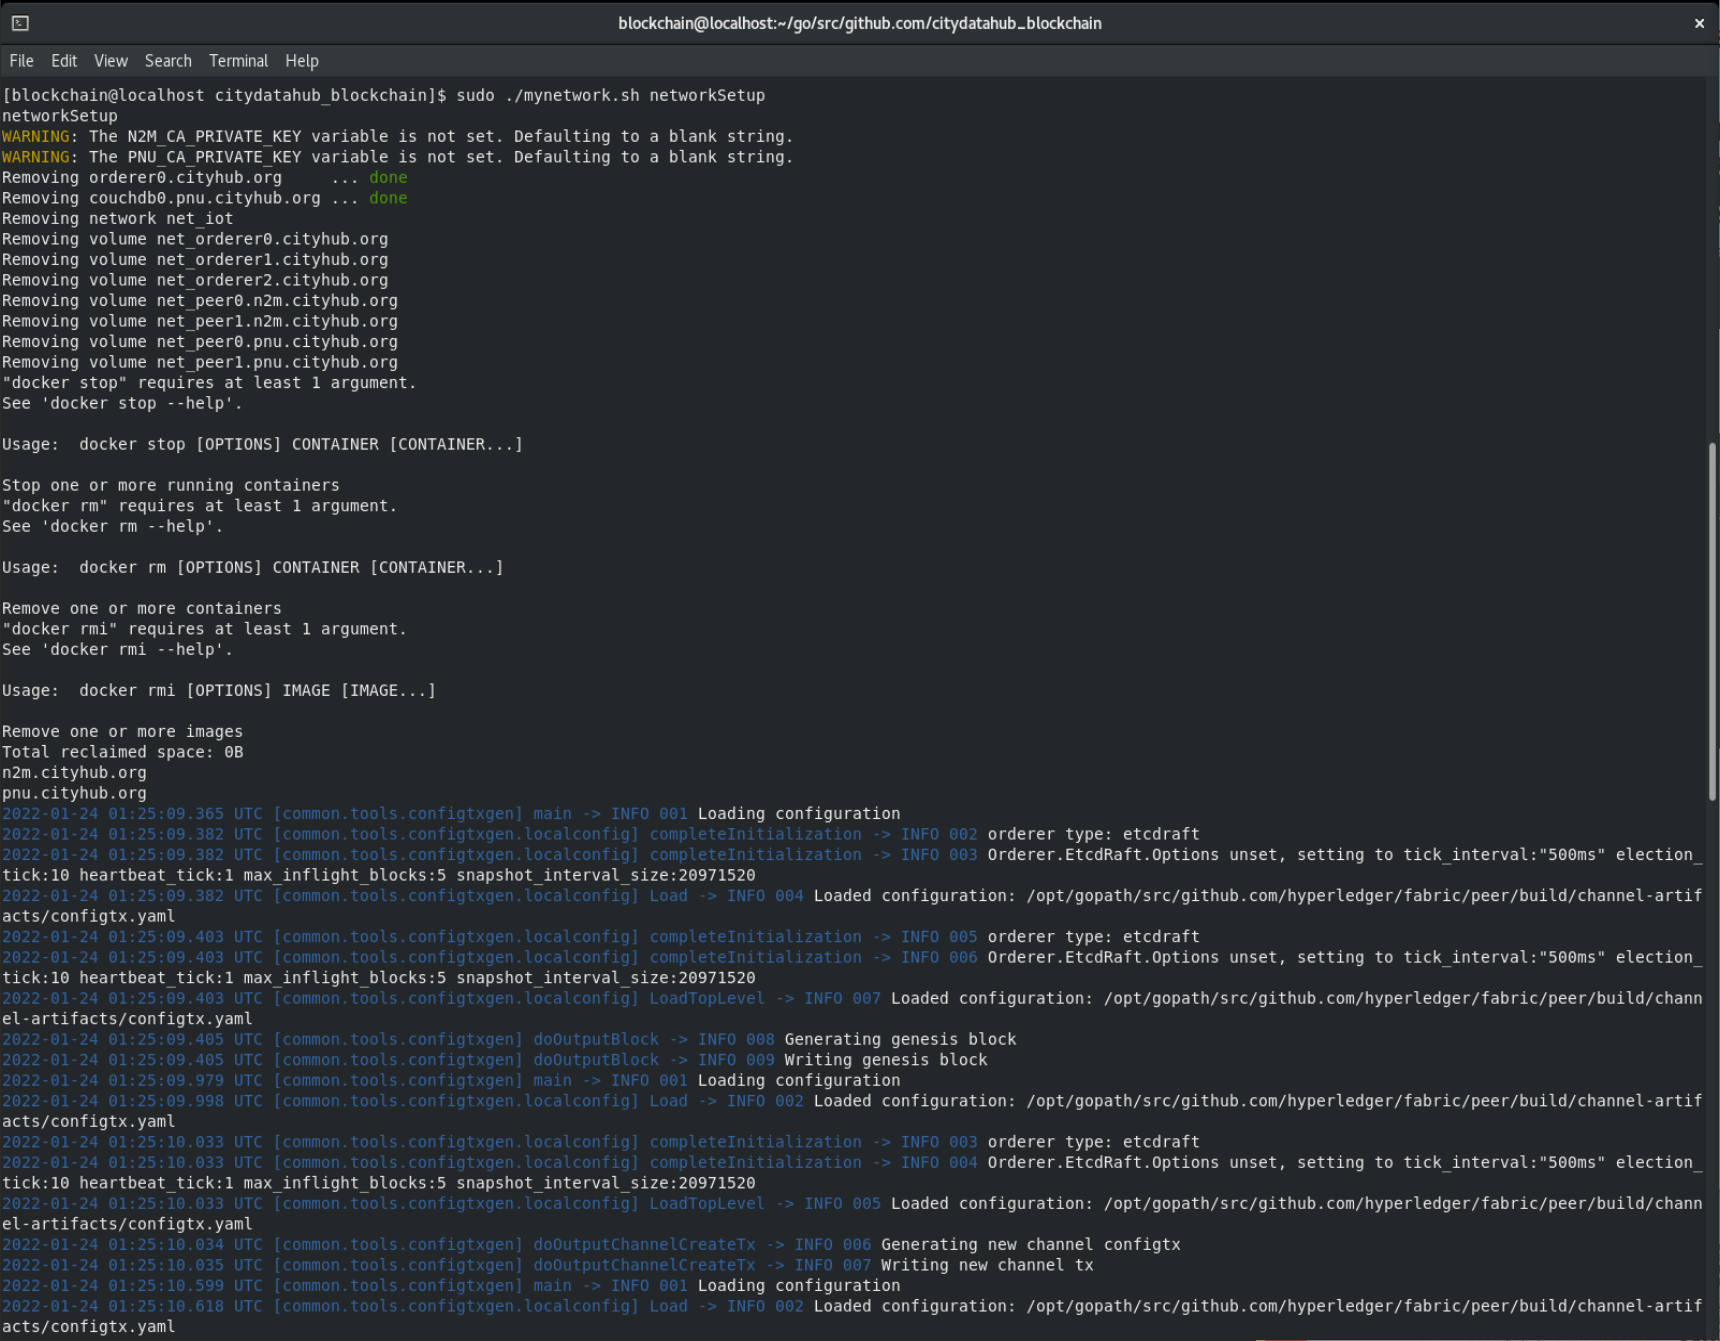 blockchain@localhost:~/go/src/github.com/citydatahub_blockchain
File Edit View Search Terminal Help
[blockchain@localhost citydatahub_blockchain]$ sudo ./mynetwork.sh networkSetup
networkSetup
WARNING: The N2M_CA_PRIVATE_KEY variable is not set. Defaulting to a blank string.
WARNING: The PNU_CA_PRIVATE_KEY variable is not set. Defaulting to a blank string.
Removing orderer0.cityhub.org     ... done
Removing couchdb0.pnu.cityhub.org ... done
Removing network net_iot
Removing volume net_orderer0.cityhub.org
Removing volume net_orderer1.cityhub.org
Removing volume net_orderer2.cityhub.org
Removing volume net_peer0.n2m.cityhub.org
Removing volume net_peer1.n2m.cityhub.org
Removing volume net_peer0.pnu.cityhub.org
Removing volume net_peer1.pnu.cityhub.org
"docker stop" requires at least 1 argument.
See 'docker stop --help'.
Usage:  docker stop [OPTIONS] CONTAINER [CONTAINER...]
Stop one or more running containers
"docker rm" requires at least 1 argument.
See 'docker rm --help'.
Usage:  docker rm [OPTIONS] CONTAINER [CONTAINER...]
Remove one or more containers
"docker rmi" requires at least 1 argument.
See 'docker rmi --help'.
Usage:  docker rmi [OPTIONS] IMAGE [IMAGE...]
Remove one or more images
Total reclaimed space: 0B
n2m.cityhub.org
pnu.cityhub.org
2022-01-24 01:25:09.365 UTC [common.tools.configtxgen] main -> INFO 001 Loading configuration
2022-01-24 01:25:09.382 UTC [common.tools.configtxgen.localconfig] completeInitialization -> INFO 002 orderer type: etcdraft
2022-01-24 01:25:09.382 UTC [common.tools.configtxgen.localconfig] completeInitialization -> INFO 003 Orderer.EtcdRaft.Options unset, setting to tick_interval:"500ms" election_
tick:10 heartbeat_tick:1 max_inflight_blocks:5 snapshot_interval_size:20971520
2022-01-24 01:25:09.382 UTC [common.tools.configtxgen.localconfig] Load -> INFO 004 Loaded configuration: /opt/gopath/src/github.com/hyperledger/fabric/peer/build/channel-artif
acts/configtx.yaml
2022-01-24 01:25:09.403 UTC [common.tools.configtxgen.localconfig] completeInitialization -> INFO 005 orderer type: etcdraft
2022-01-24 01:25:09.403 UTC [common.tools.configtxgen.localconfig] completeInitialization -> INFO 006 Orderer.EtcdRaft.Options unset, setting to tick_interval:"500ms" election_
tick:10 heartbeat_tick:1 max_inflight_blocks:5 snapshot_interval_size:20971520
2022-01-24 01:25:09.403 UTC [common.tools.configtxgen.localconfig] LoadTopLevel -> INFO 007 Loaded configuration: /opt/gopath/src/github.com/hyperledger/fabric/peer/build/chann
el-artifacts/configtx.yaml
2022-01-24 01:25:09.405 UTC [common.tools.configtxgen] doOutputBlock -> INFO 008 Generating genesis block
2022-01-24 01:25:09.405 UTC [common.tools.configtxgen] doOutputBlock -> INFO 009 Writing genesis block
2022-01-24 01:25:09.979 UTC [common.tools.configtxgen] main -> INFO 001 Loading configuration
2022-01-24 01:25:09.998 UTC [common.tools.configtxgen.localconfig] Load -> INFO 002 Loaded configuration: /opt/gopath/src/github.com/hyperledger/fabric/peer/build/channel-artif
acts/configtx.yaml
2022-01-24 01:25:10.033 UTC [common.tools.configtxgen.localconfig] completeInitialization -> INFO 003 orderer type: etcdraft
2022-01-24 01:25:10.033 UTC [common.tools.configtxgen.localconfig] completeInitialization -> INFO 004 Orderer.EtcdRaft.Options unset, setting to tick_interval:"500ms" election_
tick:10 heartbeat_tick:1 max_inflight_blocks:5 snapshot_interval_size:20971520
2022-01-24 01:25:10.033 UTC [common.tools.configtxgen.localconfig] LoadTopLevel -> INFO 005 Loaded configuration: /opt/gopath/src/github.com/hyperledger/fabric/peer/build/chann
el-artifacts/configtx.yaml
2022-01-24 01:25:10.034 UTC [common.tools.configtxgen] doOutputChannelCreateTx -> INFO 006 Generating new channel configtx
2022-01-24 01:25:10.035 UTC [common.tools.configtxgen] doOutputChannelCreateTx -> INFO 007 Writing new channel tx
2022-01-24 01:25:10.599 UTC [common.tools.configtxgen] main -> INFO 001 Loading configuration
2022-01-24 01:25:10.618 UTC [common.tools.configtxgen.localconfig] Load -> INFO 002 Loaded configuration: /opt/gopath/src/github.com/hyperledger/fabric/peer/build/channel-artif
acts/configtx.yaml